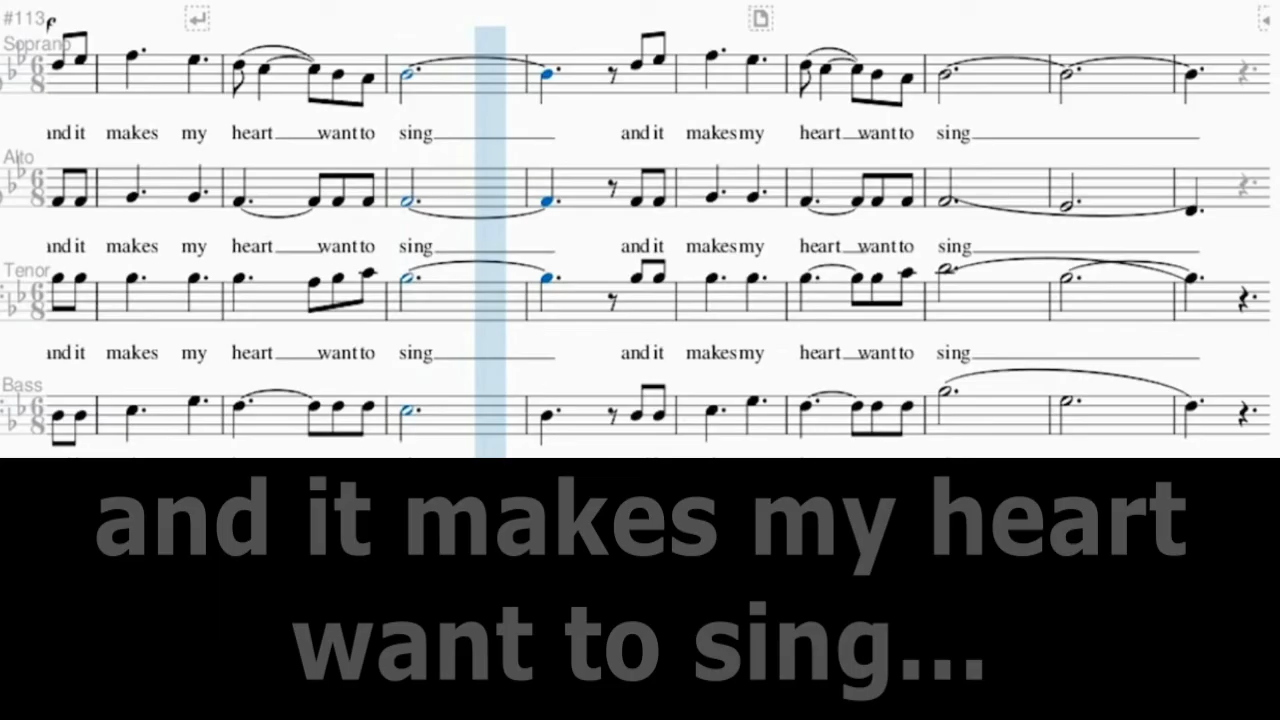 #113
f
Soprano
and it makes my heart want to sing and it makes my heart want to sing
Alto
and it makes my heart want to sing and it makes my heart want to sing
Tenor
and it makes my heart want to sing and it makes my heart want to sing
Bass
and it makes my heart
want to sing...